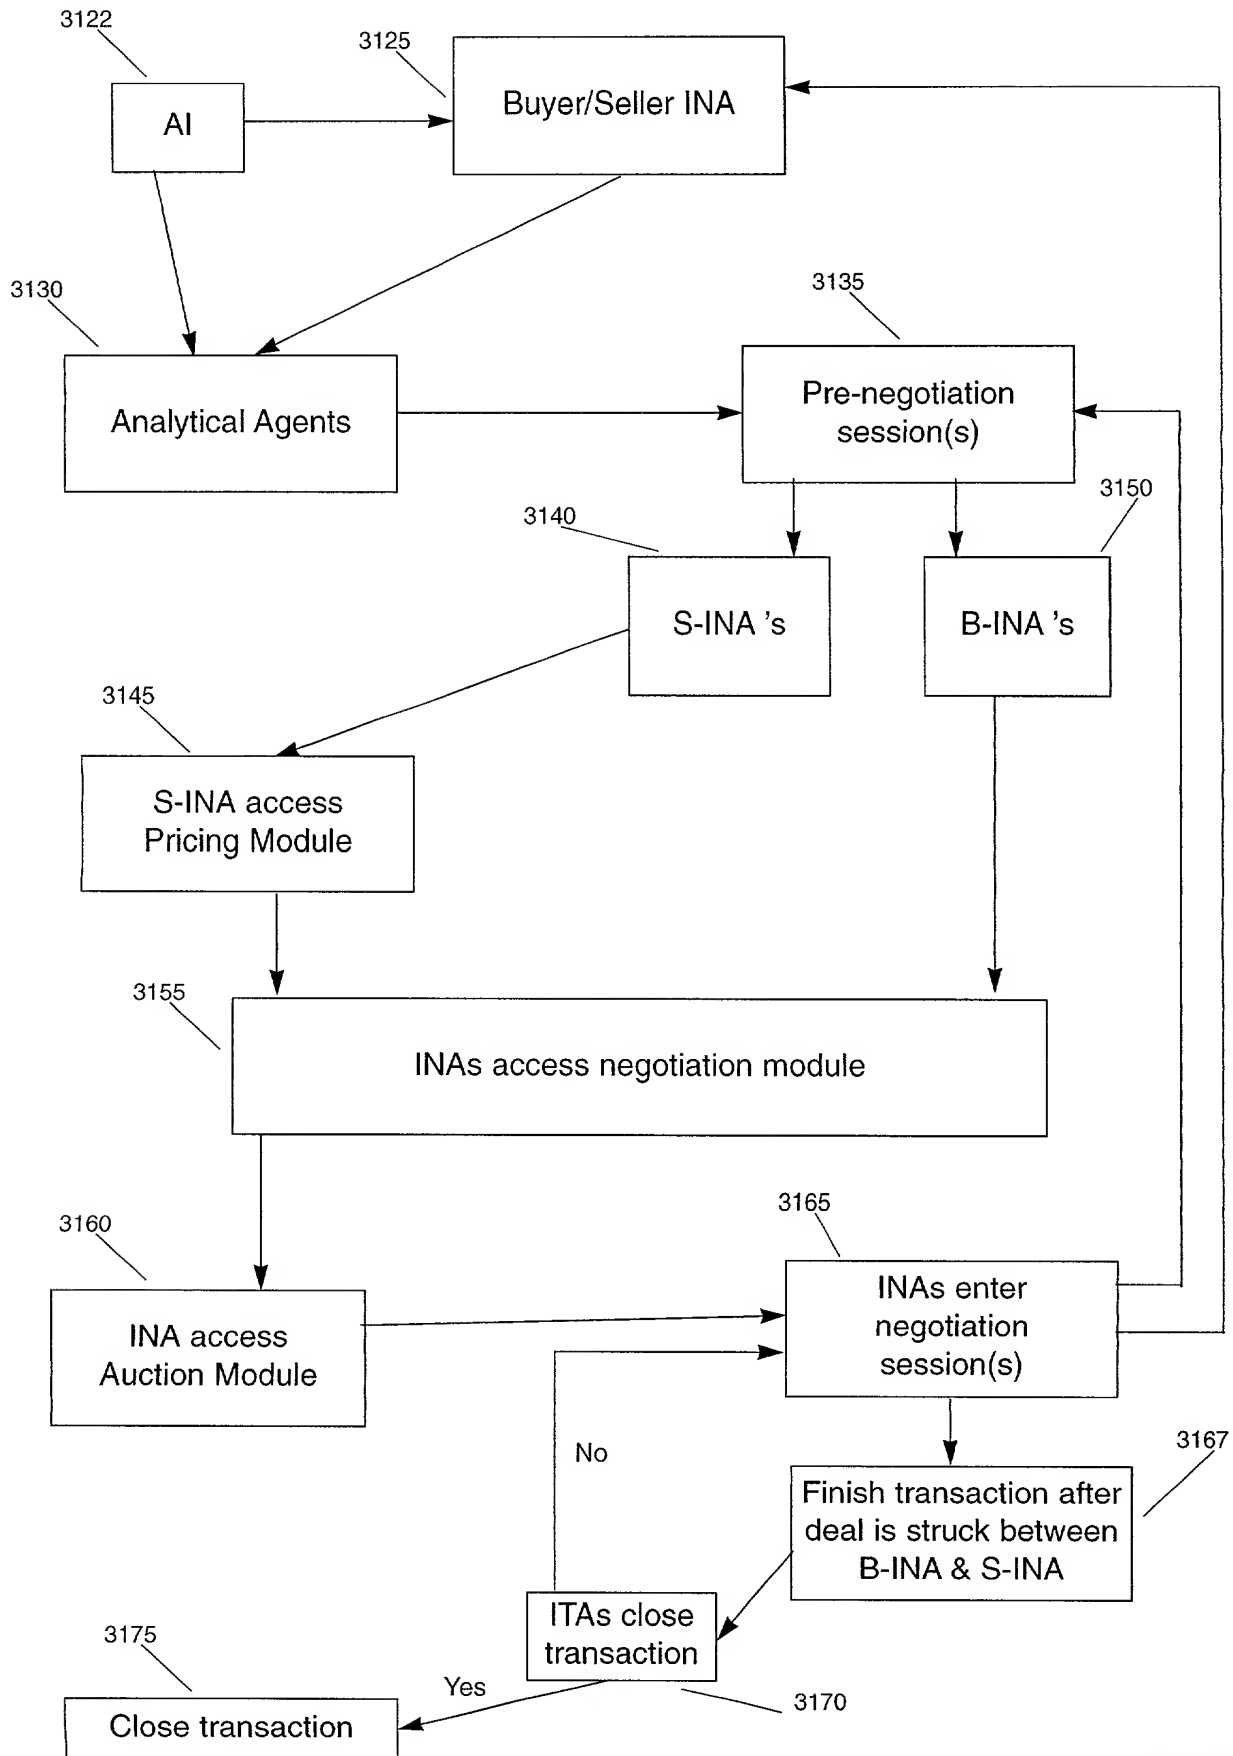 3122
3125
AI
Buyer/Seller INA
3130
3135
Analytical Agents
Pre-negotiation
session(s)
3140
3150
S-INA 's
B-INA 's
3145
S-INA access
Pricing Module
3155
INAs access negotiation module
3160
3165
INA access
Auction Module
INAs enter
negotiation
session(s)
No
3167
Finish transaction after
deal is struck between
B-INA & S-INA
ITAs close
transaction
3175
Yes
3170
Close transaction